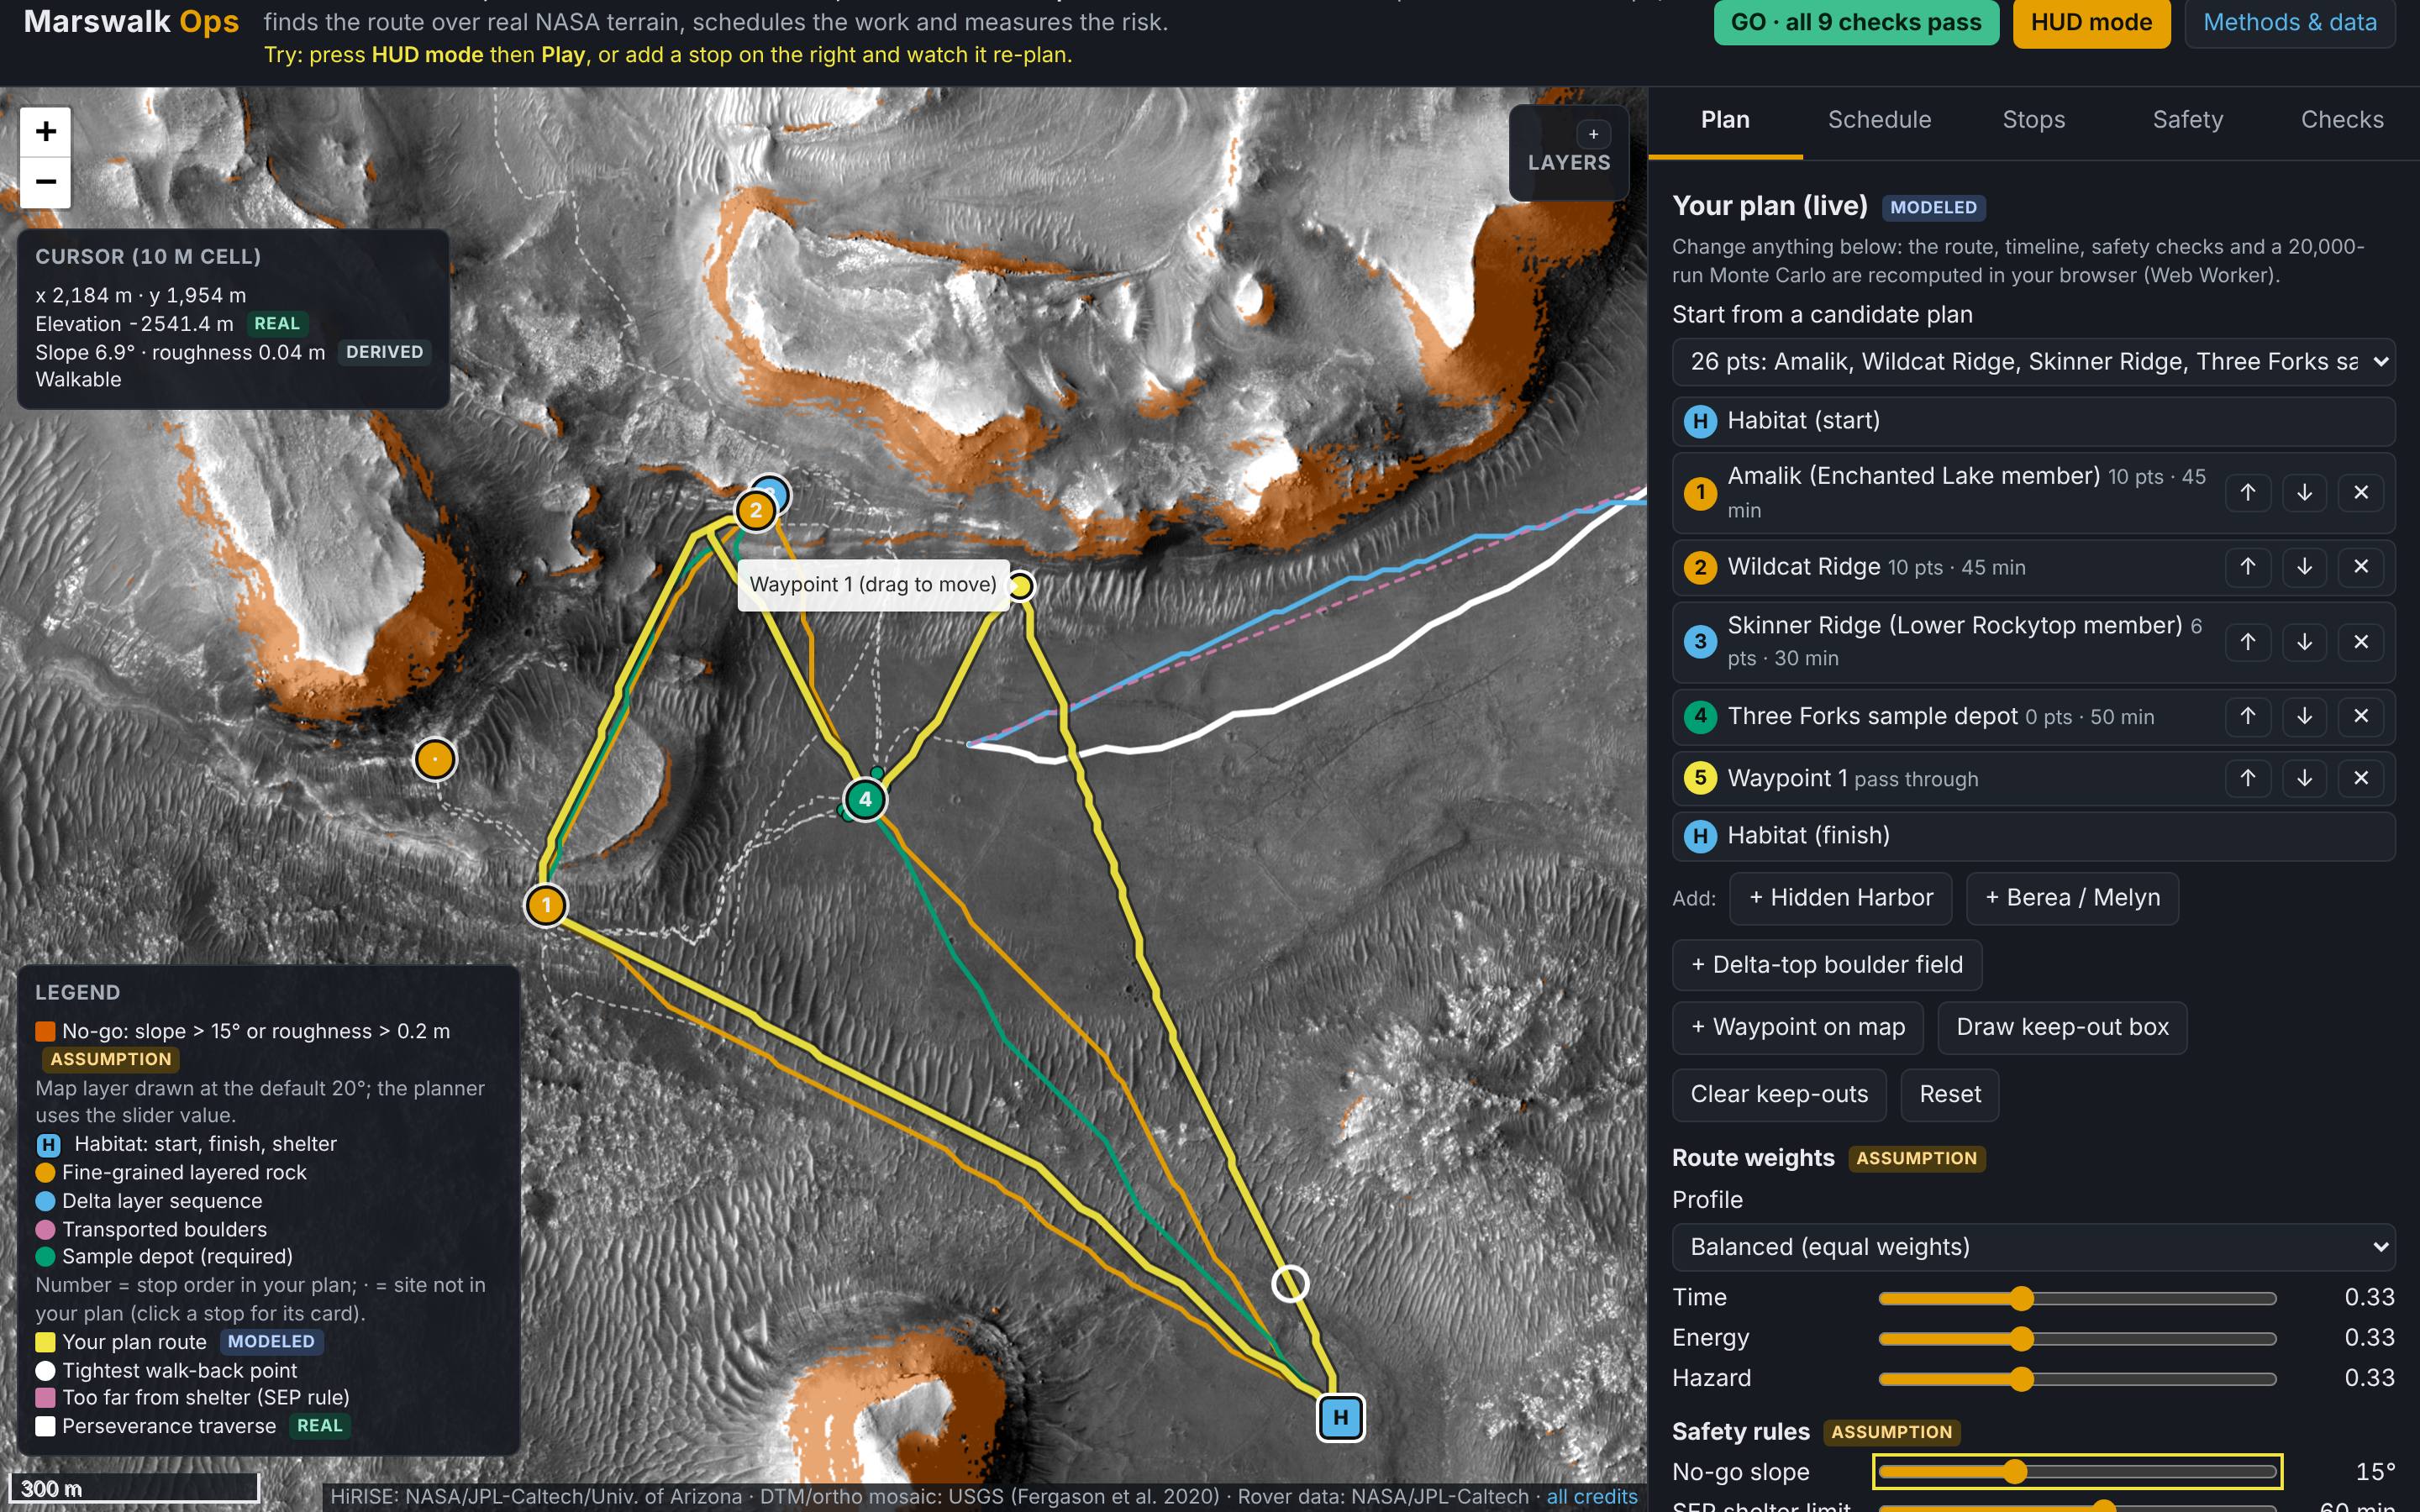 Marswalk Ops
finds the route over real NASA terrain, schedules the work and measures the risk.
Try: press HUD mode then Play, or add a stop on the right and watch it re-plan.
GO · all 9 checks pass
HUD mode
Methods & data
+
−
CURSOR (10 M CELL)
x 2,184 m · y 1,954 m
Elevation -2541.4 m REAL
Slope 6.9° · roughness 0.04 m DERIVED
Walkable
+
LAYERS
2
Waypoint 1 (drag to move)
4
1
H
LEGEND
No-go: slope > 15° or roughness > 0.2 m
ASSUMPTION
Map layer drawn at the default 20°; the planner
uses the slider value.
H Habitat: start, finish, shelter
Fine-grained layered rock
Delta layer sequence
Transported boulders
Sample depot (required)
Number = stop order in your plan; · = site not in
your plan (click a stop for its card).
Your plan route MODELED
Tightest walk-back point
Too far from shelter (SEP rule)
Perseverance traverse REAL
300 m
HiRISE: NASA/JPL-Caltech/Univ. of Arizona · DTM/ortho mosaic: USGS (Fergason et al. 2020) · Rover data: NASA/JPL-Caltech · all credits
Plan Schedule Stops Safety Checks
Your plan (live) MODELED
Change anything below: the route, timeline, safety checks and a 20,000-
run Monte Carlo are recomputed in your browser (Web Worker).
Start from a candidate plan
26 pts: Amalik, Wildcat Ridge, Skinner Ridge, Three Forks sa
H Habitat (start)
1 Amalik (Enchanted Lake member) 10 pts · 45
min ↑ ↓ ✕
2 Wildcat Ridge 10 pts · 45 min ↑ ↓ ✕
3 Skinner Ridge (Lower Rockytop member) 6
pts · 30 min ↑ ↓ ✕
4 Three Forks sample depot 0 pts · 50 min ↑ ↓ ✕
5 Waypoint 1 pass through ↑ ↓ ✕
H Habitat (finish)
Add: + Hidden Harbor + Berea / Melyn
+ Delta-top boulder field
+ Waypoint on map Draw keep-out box
Clear keep-outs Reset
Route weights ASSUMPTION
Profile
Balanced (equal weights)
Time 0.33
Energy 0.33
Hazard 0.33
Safety rules ASSUMPTION
No-go slope 15°
SEP shelter limit 60 min